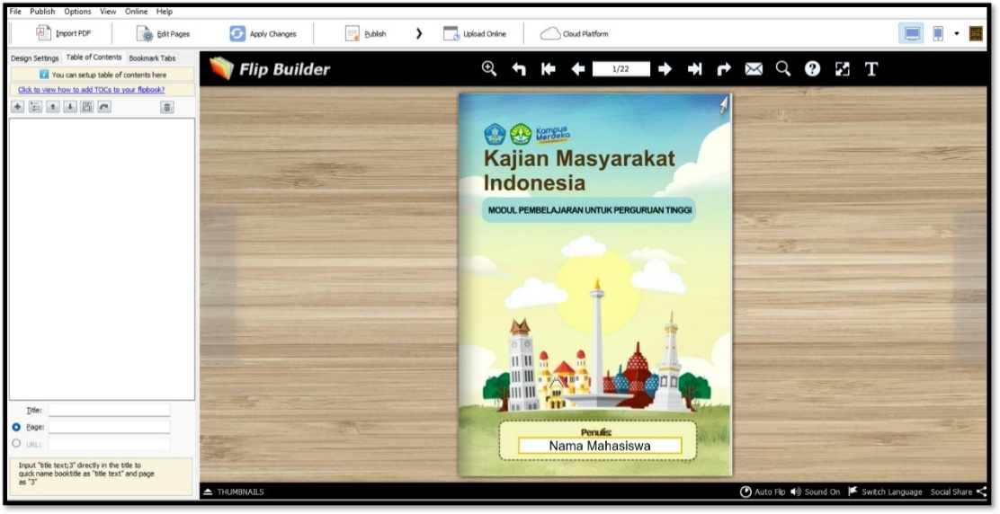 File Publish Options View Online Help
Import PDF Edit Pages Apply Changes Publish Upload Online Cloud Platform
Design Settings Table of Contents Bookmark Tabs
You can setup table of contents here
Click to view how to add TOCs to your flipbook?
Title:
Page:
URL:
Input "title text;3" directly in the title to
quick name booktitle as "title text" and page
as "3"
Flip Builder
1/22
T
Kampus
Merdeka
Kajian Masyarakat
Indonesia
MODUL PEMBELAJARAN UNTUK PERGURUAN TINGGI
Penulis:
Nama Mahasiswa
THUMBNAILS
Auto Flip Sound On Switch Language Social Share